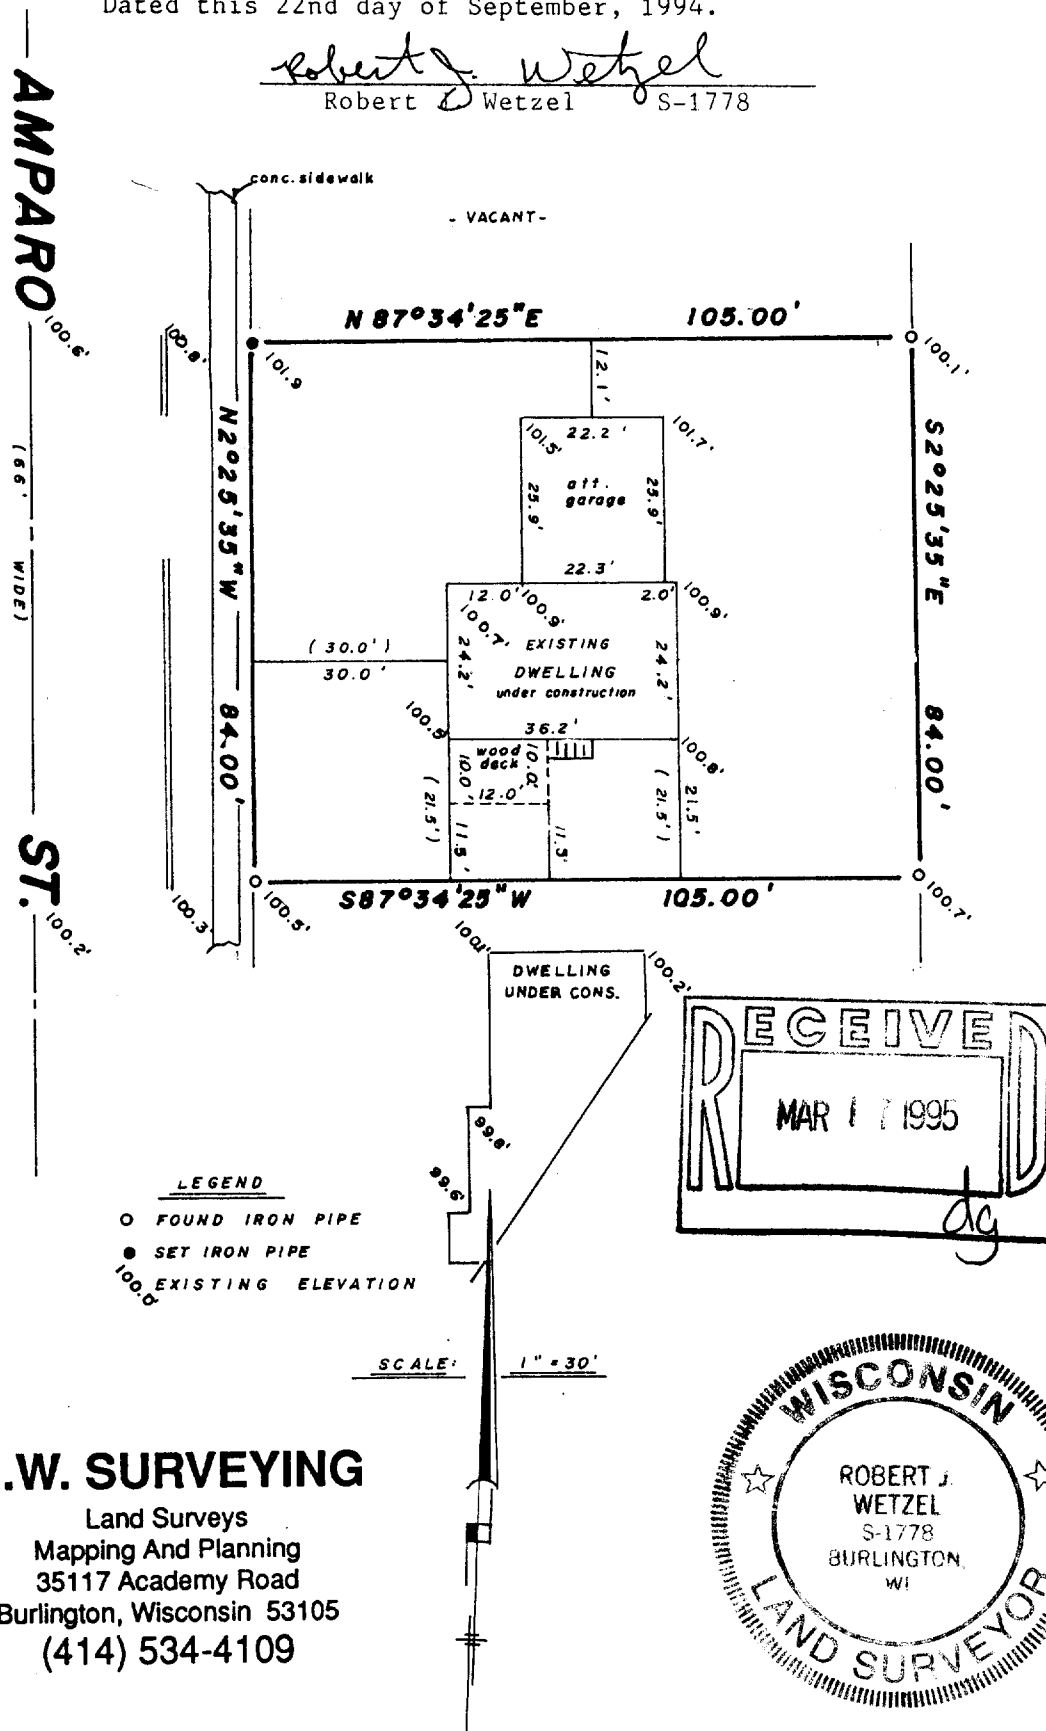 Dated this 22nd day of September, 1994.
Robert J. Wetzel
Robert J Wetzel S-1778
AMPARO ST.
(66' WIDE)
conc. sidewalk
- VACANT -
N 87°34'25"E 105.00'
100.6'
100.8'
101.9
100.1'
12.1'
N2°25'35"W 84.00'
S2°25'35"E 84.00'
101.5'
22.2'
101.7'
att.
garage
25.9'
25.9'
22.3'
12.0'
100.9'
2.0'
100.9'
100.7'
EXISTING
DWELLING
under construction
24.2'
24.2'
(30.0')
30.0'
100.5'
36.2'
100.8'
wood
deck
10.0'
10.0'
12.0'
(21.5')
(21.5')
21.5'
11.5'
11.5'
S87°34'25"W 105.00'
100.3'
100.5'
100.7'
100.2'
100.1'
DWELLING
UNDER CONS.
100.2'
99.8'
99.6'
RECEIVED
MAR 17 1995
dg
LEGEND
FOUND IRON PIPE
SET IRON PIPE
100.0' EXISTING ELEVATION
SCALE: 1" = 30'
.W. SURVEYING
Land Surveys
Mapping And Planning
35117 Academy Road
Burlington, Wisconsin 53105
(414) 534-4109
WISCONSIN
ROBERT J.
WETZEL
S-1778
BURLINGTON,
WI
LAND SURVEYOR